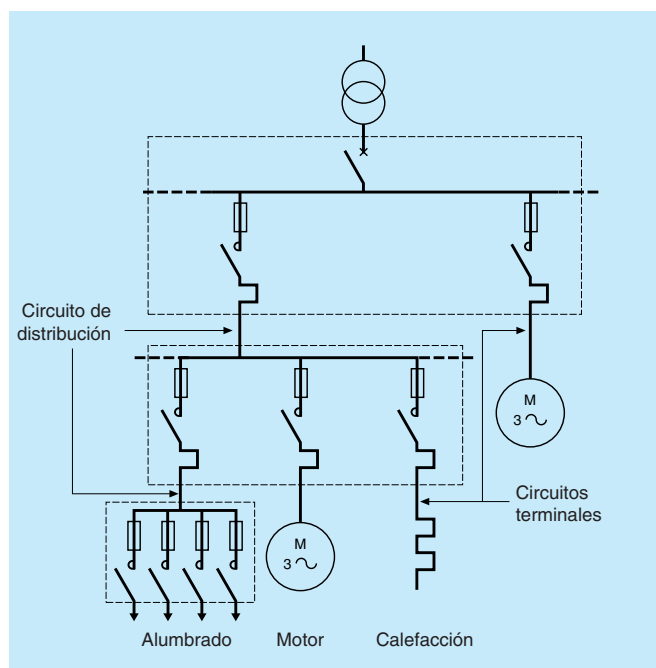 Circuito de
distribución
M
3
M
3
Circuitos
terminales
Alumbrado
Motor
Calefacción